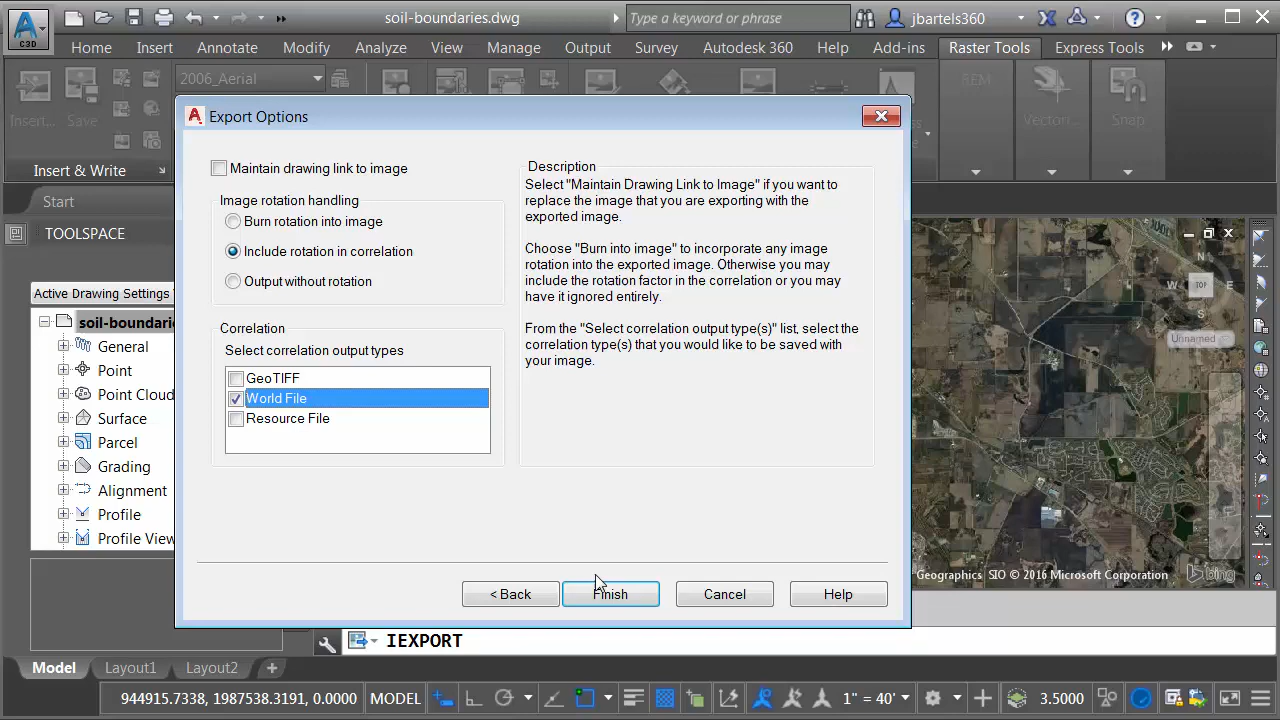 soil-boundaries.dwg
Type a keyword or phrase
jbartels360
C3D
Home Insert Annotate Modify Analyze View Manage Output Survey Autodesk 360 Help Add-ins Raster Tools Express Tools
2006_Aerial
Insert... Save
REM Vector... Snap
Insert & Write
Start
TOOLSPACE
Active Drawing Settings
soil-boundaries
General
Point
Point Cloud
Surface
Parcel
Grading
Alignment
Profile
Profile View
Export Options
Maintain drawing link to image
Image rotation handling
Burn rotation into image
Include rotation in correlation
Output without rotation
Correlation
Select correlation output types
GeoTIFF
World File
Resource File
Description
Select "Maintain Drawing Link to Image" if you want to
replace the image that you are exporting with the
exported image.
Choose "Burn into image" to incorporate any image
rotation into the exported image. Otherwise you may
include the rotation factor in the correlation or you may
have it ignored entirely.
From the "Select correlation output type(s)" list, select the
correlation type(s) that you would like to be saved with
your image.
< Back Finish Cancel Help
N
W TOP E
S
Unnamed
Geographics SIO © 2016 Microsoft Corporation bing
IEXPORT
Model Layout1 Layout2 +
944915.7338, 1987538.3191, 0.0000 MODEL 1" = 40' 3.5000